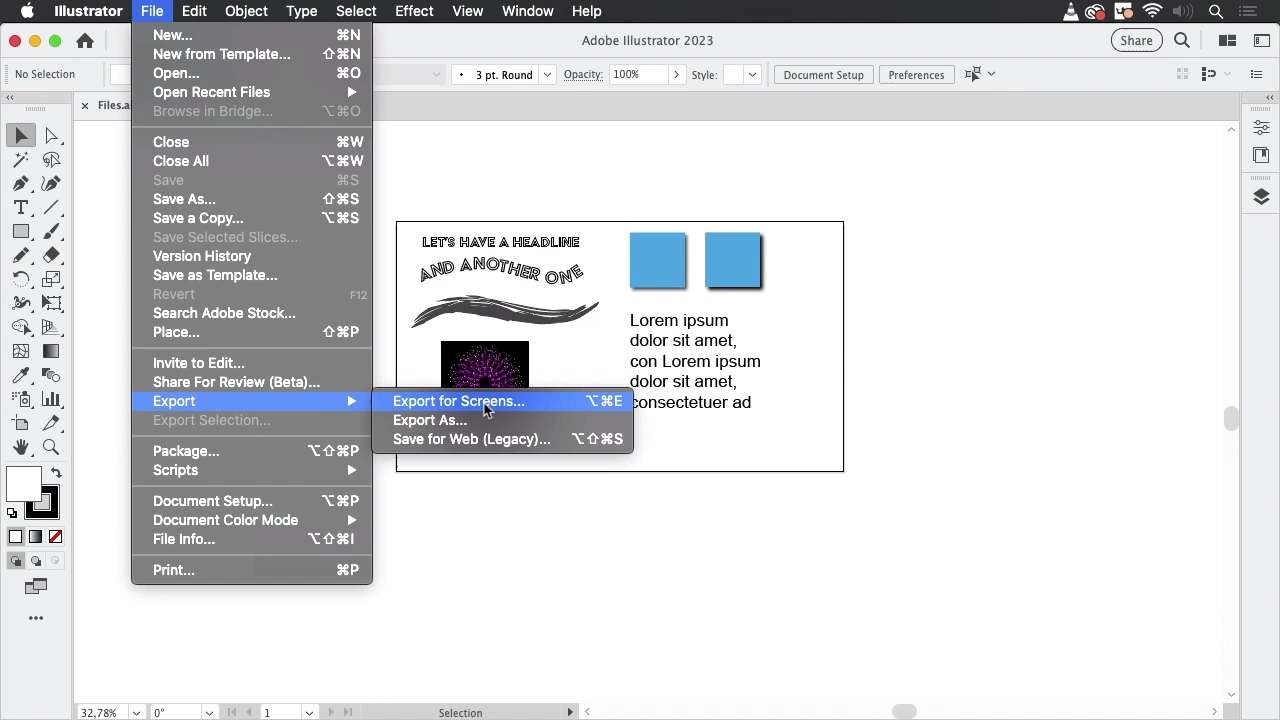 Illustrator File Edit Object Type Select Effect View Window Help
Adobe Illustrator 2023
Share
No Selection
3 pt. Round
Opacity: 100%
Style:
Document Setup
Preferences
Files.a
New... ⌘N
New from Template... ⇧⌘N
Open... ⌘O
Open Recent Files
Browse in Bridge... ⌥⌘O
Close ⌘W
Close All ⌥⌘W
Save ⌘S
Save As... ⇧⌘S
Save a Copy... ⌥⌘S
Save Selected Slices...
Version History
Save as Template...
Revert F12
Search Adobe Stock...
Place... ⇧⌘P
Invite to Edit...
Share For Review (Beta)...
Export
Export Selection...
Package... ⌥⇧⌘P
Scripts
Document Setup... ⌥⌘P
Document Color Mode
File Info... ⌥⇧⌘I
Print... ⌘P
Export for Screens... ⌥⌘E
Export As...
Save for Web (Legacy)... ⌥⇧⌘S
LET'S HAVE A HEADLINE
AND ANOTHER ONE
Lorem ipsum
dolor sit amet,
con Lorem ipsum
dolor sit amet,
consectetuer ad
32,78%
0°
1
Selection